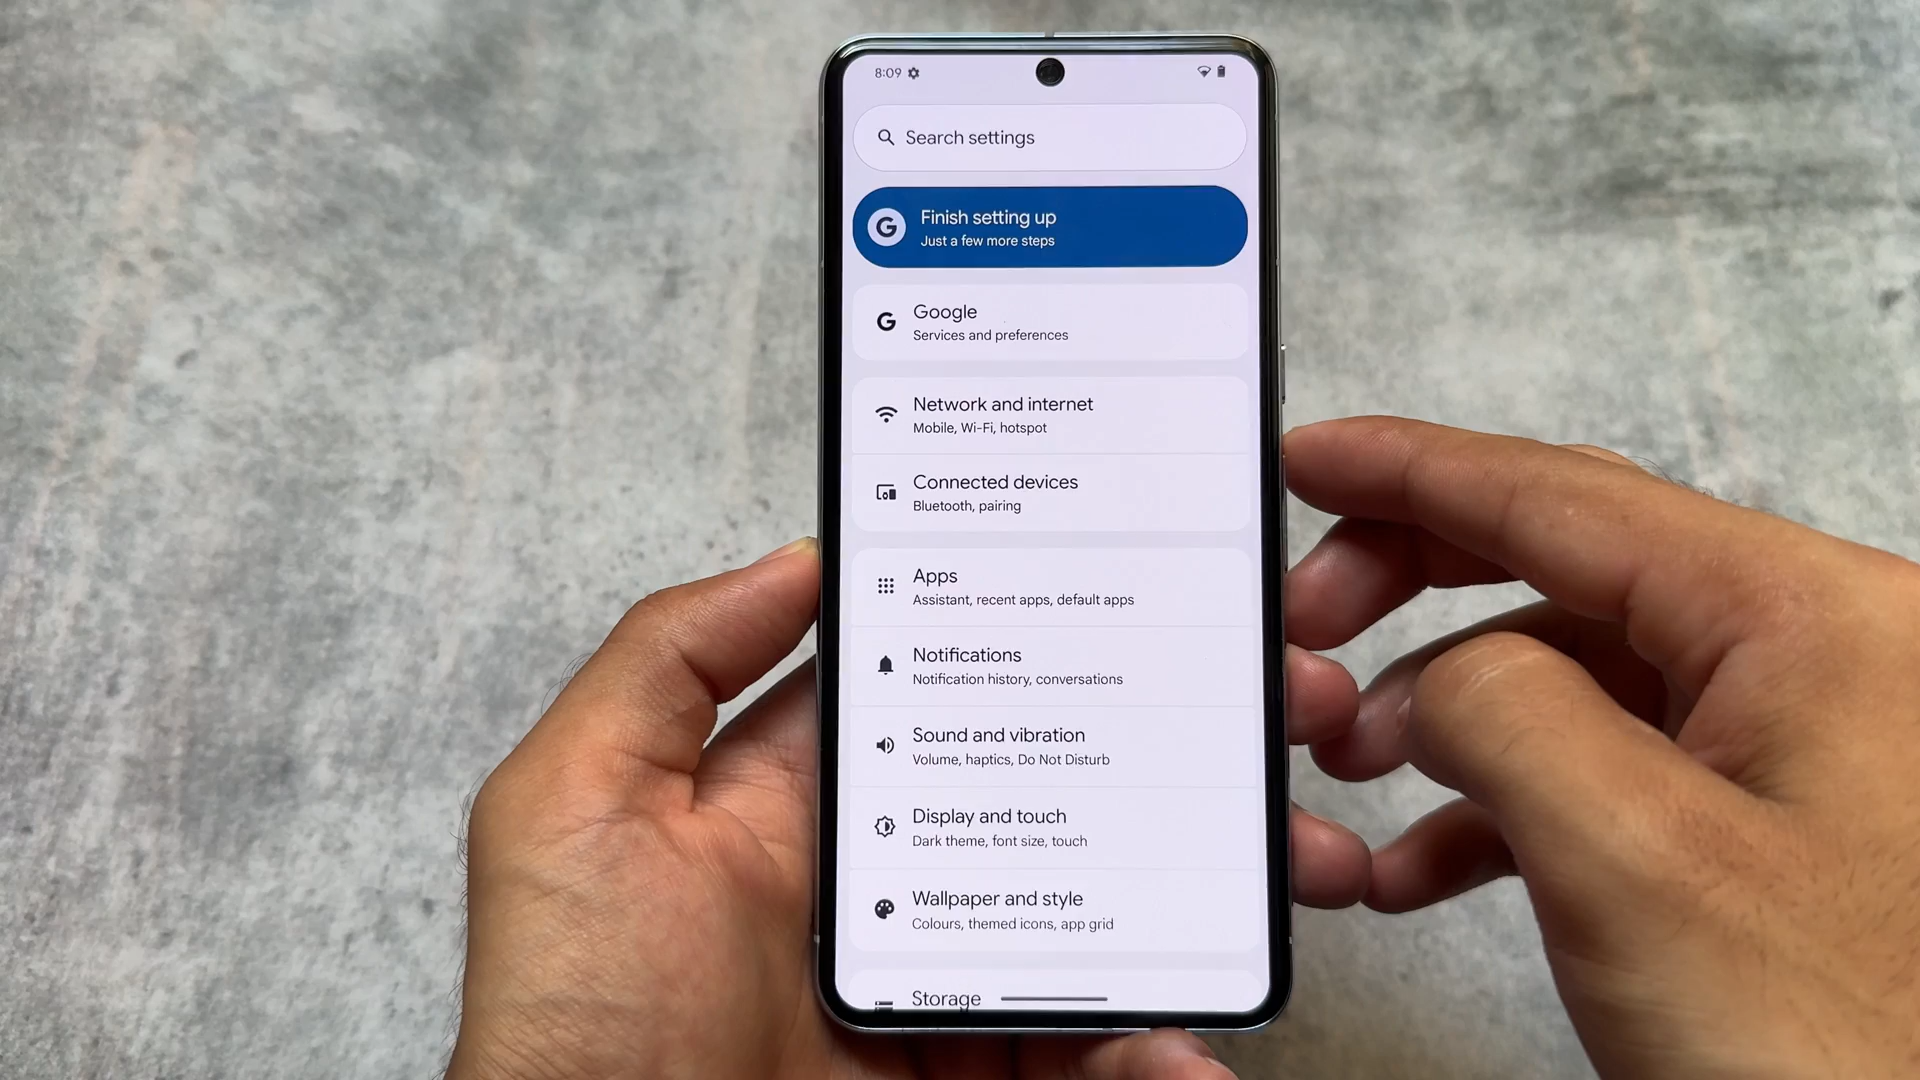 8:09
Search settings
Finish setting up
Just a few more steps
Google
Services and preferences
Network and internet
Mobile, Wi-Fi, hotspot
Connected devices
Bluetooth, pairing
Apps
Assistant, recent apps, default apps
Notifications
Notification history, conversations
Sound and vibration
Volume, haptics, Do Not Disturb
Display and touch
Dark theme, font size, touch
Wallpaper and style
Colours, themed icons, app grid
Storage